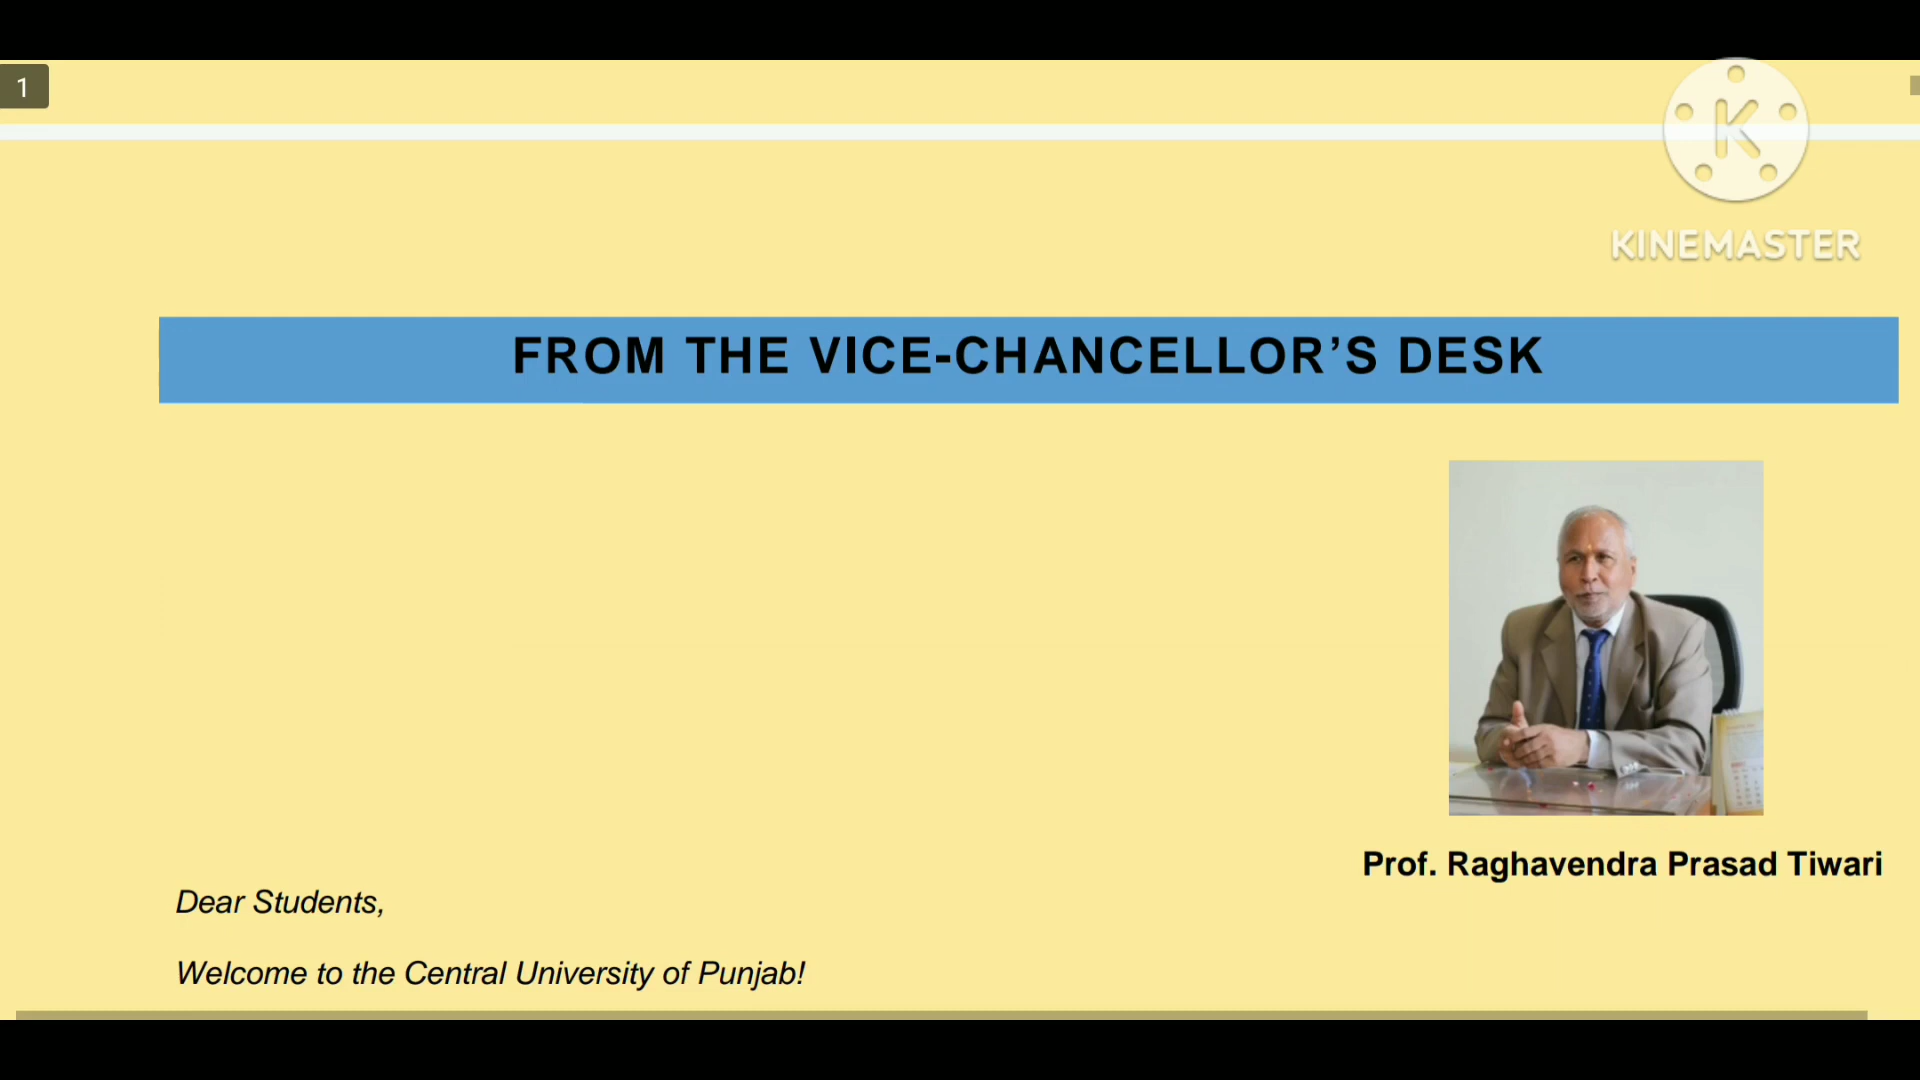 1
K
KINEMASTER
FROM THE VICE-CHANCELLOR’S DESK
Prof. Raghavendra Prasad Tiwari
Dear Students,
Welcome to the Central University of Punjab!